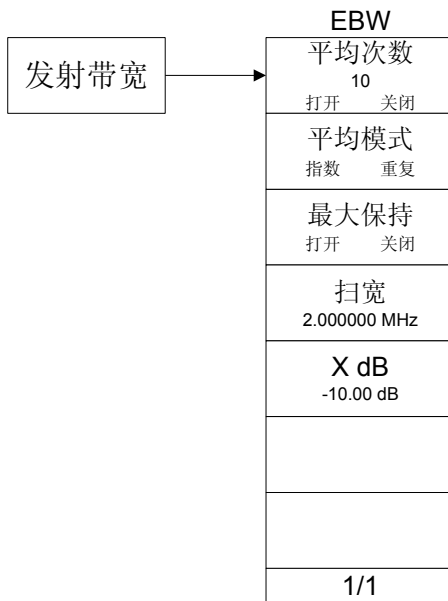 EBW
发射带宽
平均次数
10
打开 关闭
平均模式
指数 重复
最大保持
打开 关闭
扫宽
2.000000 MHz
X dB
-10.00 dB
1/1